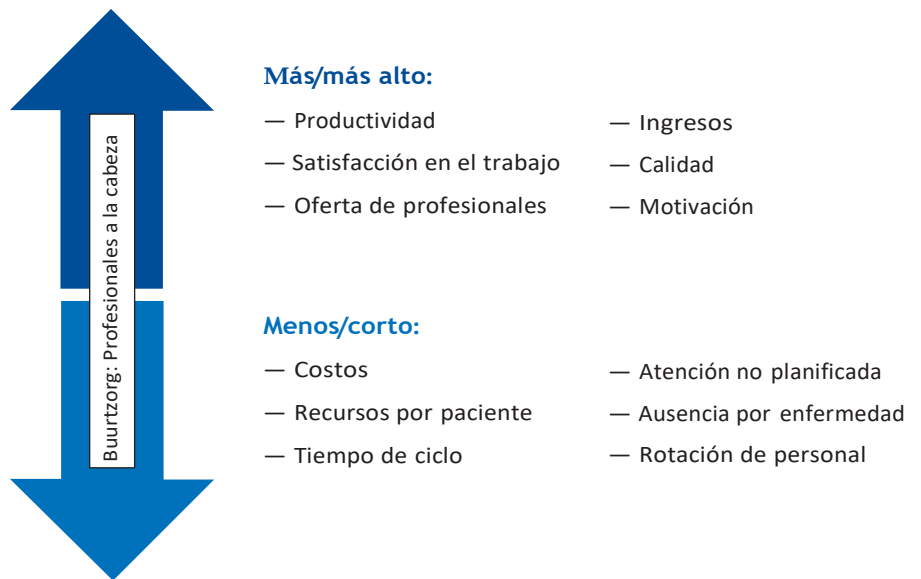 Buurtzorg: Profesionales a la cabeza
Más/más alto:
— Productividad
— Satisfacción en el trabajo
— Oferta de profesionales
— Ingresos
— Calidad
— Motivación
Menos/corto:
— Costos
— Recursos por paciente
— Tiempo de ciclo
— Atención no planificada
— Ausencia por enfermedad
— Rotación de personal